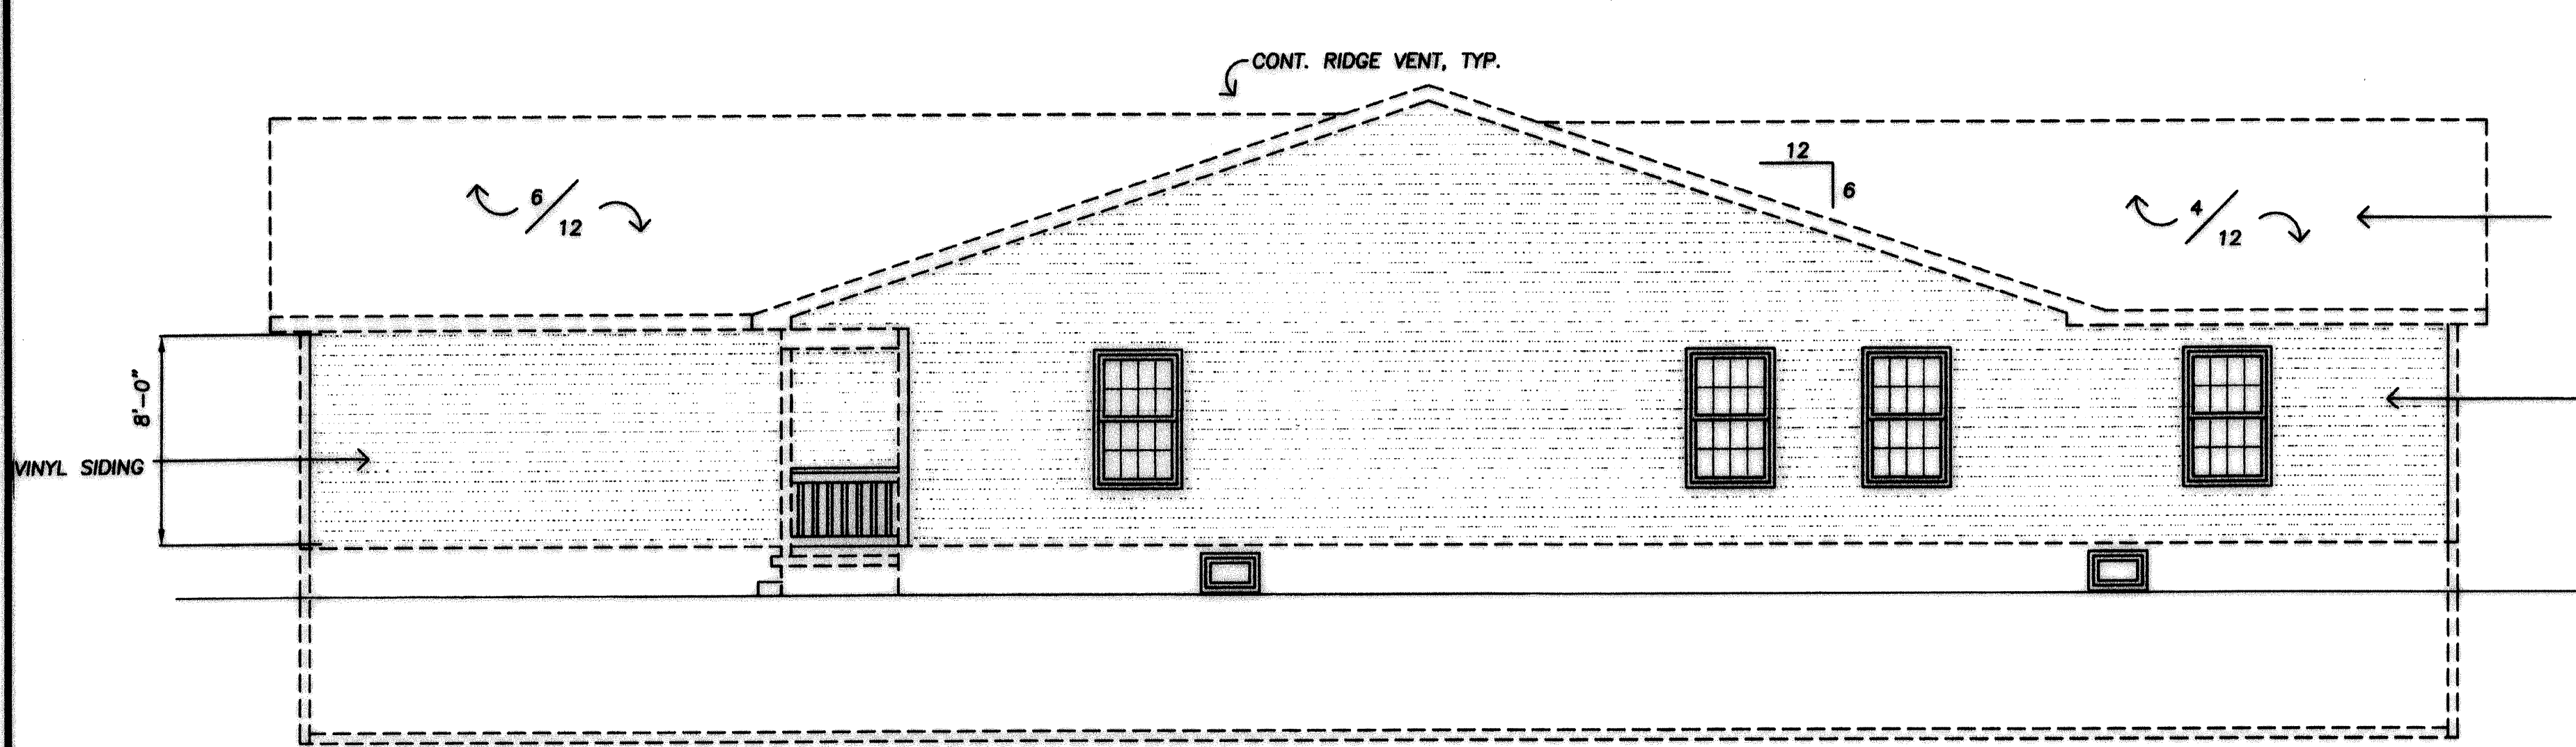 CONT. RIDGE VENT, TYP.
12
6
6/12
4/12
8'-0"
VINYL SIDING